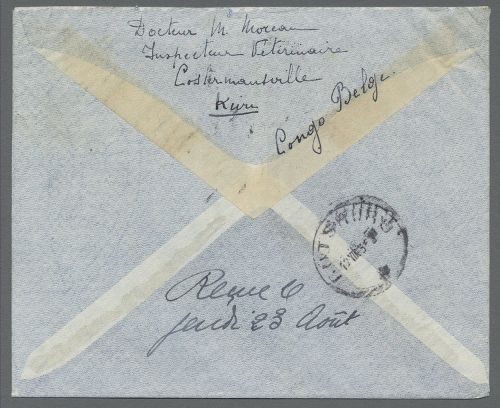 Docteur M. Moreau
Inspecteur Vétérinaire
Costermansville
Kivu
Congo Belge.
Reçue le
jeudi 23 Août